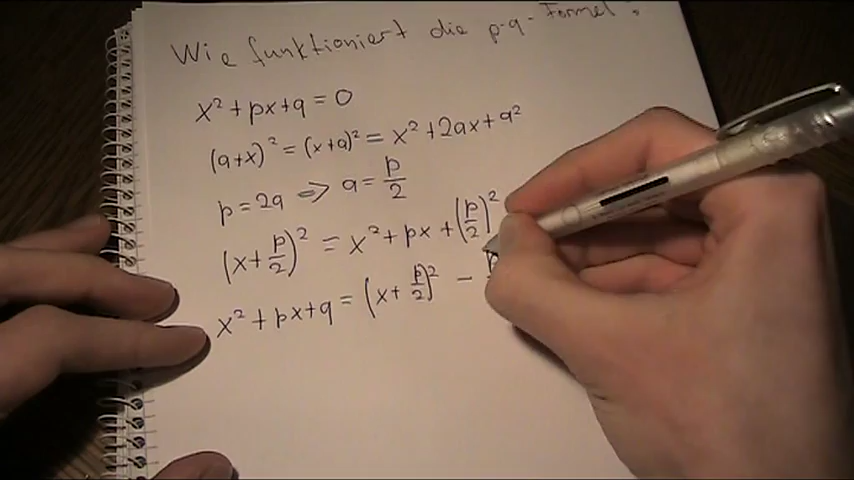 Wie funktioniert die p-q-Formel?
x² + px + q = 0
(a+x)² = (x+a)² = x² + 2ax + a²
p = 2a => a = p/2
(x + p/2)² = x² + px + (p/2)²
x² + px + q = (x + p/2)² -